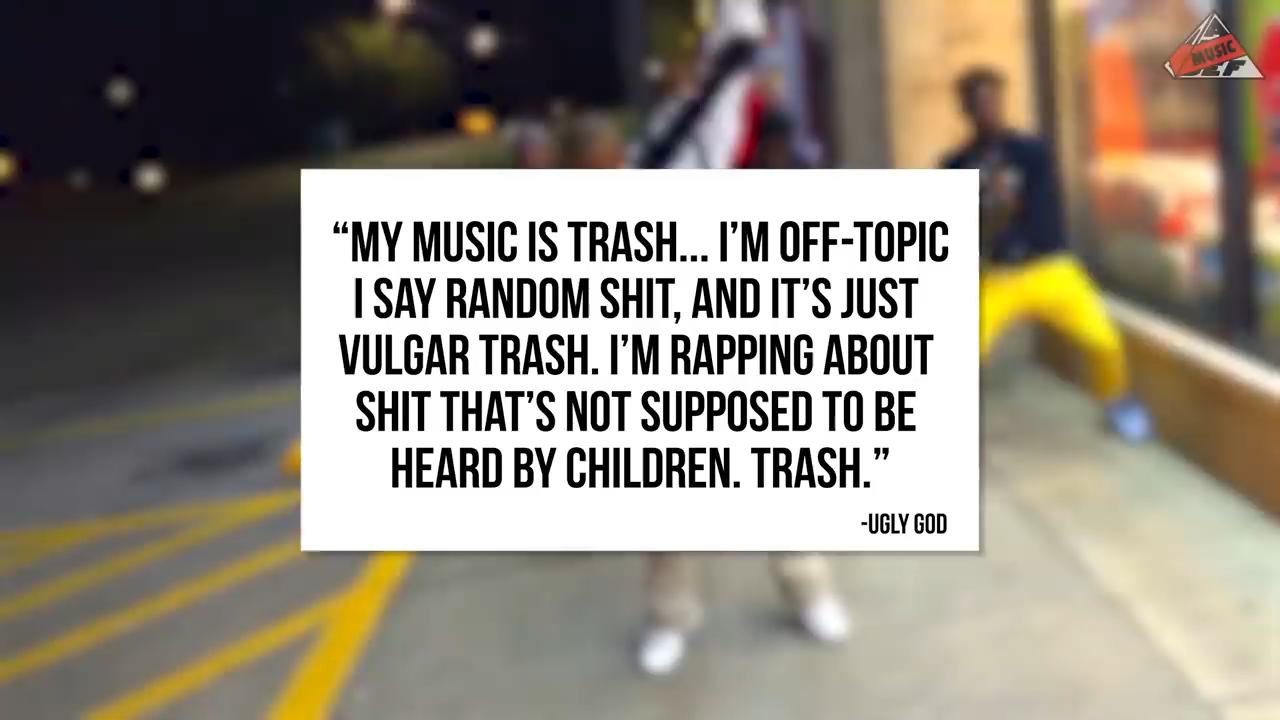 “MY MUSIC IS TRASH... I’M OFF-TOPIC
I SAY RANDOM SHIT, AND IT’S JUST
VULGAR TRASH. I’M RAPPING ABOUT
SHIT THAT’S NOT SUPPOSED TO BE
HEARD BY CHILDREN. TRASH.”
-UGLY GOD
MUSIC